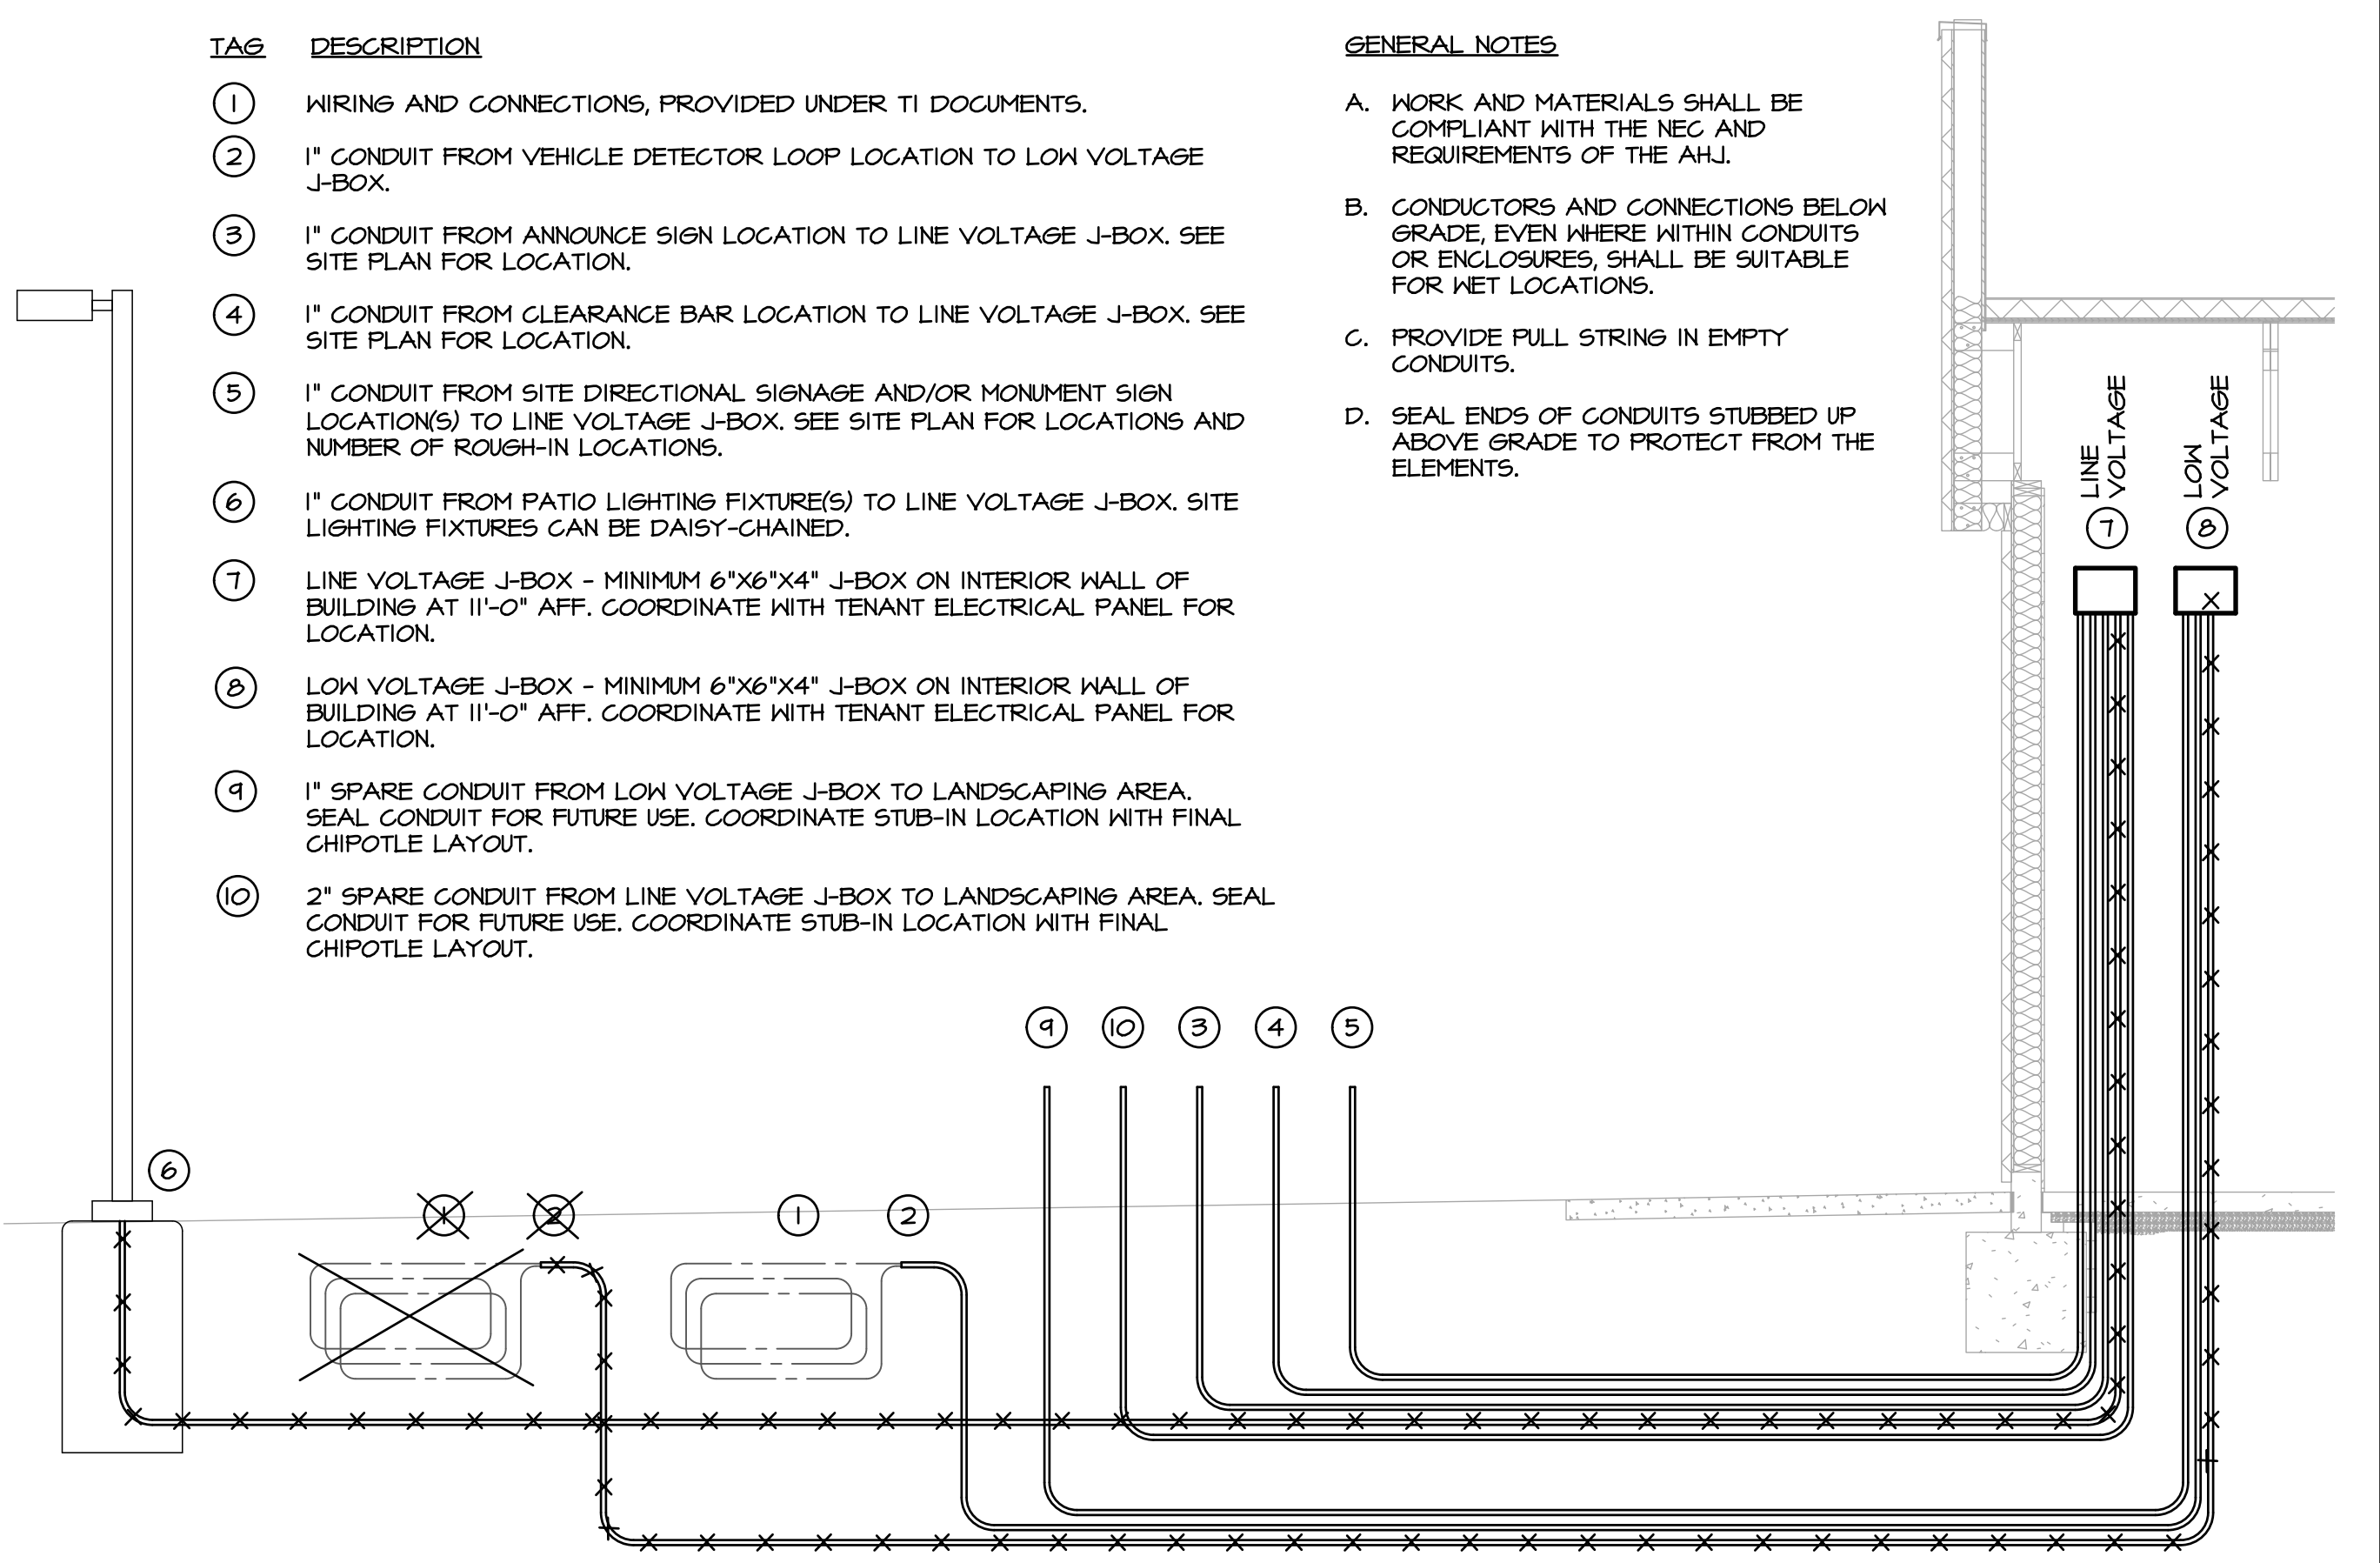 TAG DESCRIPTION
1 WIRING AND CONNECTIONS, PROVIDED UNDER TI DOCUMENTS.
2 1" CONDUIT FROM VEHICLE DETECTOR LOOP LOCATION TO LOW VOLTAGE
J-BOX.
3 1" CONDUIT FROM ANNOUNCE SIGN LOCATION TO LINE VOLTAGE J-BOX. SEE
SITE PLAN FOR LOCATION.
4 1" CONDUIT FROM CLEARANCE BAR LOCATION TO LINE VOLTAGE J-BOX. SEE
SITE PLAN FOR LOCATION.
5 1" CONDUIT FROM SITE DIRECTIONAL SIGNAGE AND/OR MONUMENT SIGN
LOCATION(S) TO LINE VOLTAGE J-BOX. SEE SITE PLAN FOR LOCATIONS AND
NUMBER OF ROUGH-IN LOCATIONS.
6 1" CONDUIT FROM PATIO LIGHTING FIXTURE(S) TO LINE VOLTAGE J-BOX. SITE
LIGHTING FIXTURES CAN BE DAISY-CHAINED.
7 LINE VOLTAGE J-BOX - MINIMUM 6"X6"X4" J-BOX ON INTERIOR WALL OF
BUILDING AT 11'-0" AFF. COORDINATE WITH TENANT ELECTRICAL PANEL FOR
LOCATION.
8 LOW VOLTAGE J-BOX - MINIMUM 6"X6"X4" J-BOX ON INTERIOR WALL OF
BUILDING AT 11'-0" AFF. COORDINATE WITH TENANT ELECTRICAL PANEL FOR
LOCATION.
9 1" SPARE CONDUIT FROM LOW VOLTAGE J-BOX TO LANDSCAPING AREA.
SEAL CONDUIT FOR FUTURE USE. COORDINATE STUB-IN LOCATION WITH FINAL
CHIPOTLE LAYOUT.
10 2" SPARE CONDUIT FROM LINE VOLTAGE J-BOX TO LANDSCAPING AREA. SEAL
CONDUIT FOR FUTURE USE. COORDINATE STUB-IN LOCATION WITH FINAL
CHIPOTLE LAYOUT.
GENERAL NOTES
A. WORK AND MATERIALS SHALL BE
COMPLIANT WITH THE NEC AND
REQUIREMENTS OF THE AHJ.
B. CONDUCTORS AND CONNECTIONS BELOW
GRADE, EVEN WHERE WITHIN CONDUITS
OR ENCLOSURES, SHALL BE SUITABLE
FOR WET LOCATIONS.
C. PROVIDE PULL STRING IN EMPTY
CONDUITS.
D. SEAL ENDS OF CONDUITS STUBBED UP
ABOVE GRADE TO PROTECT FROM THE
ELEMENTS.
LINE
VOLTAGE
7
LOW
VOLTAGE
8
9 10 3 4 5
6
1 2 1 2